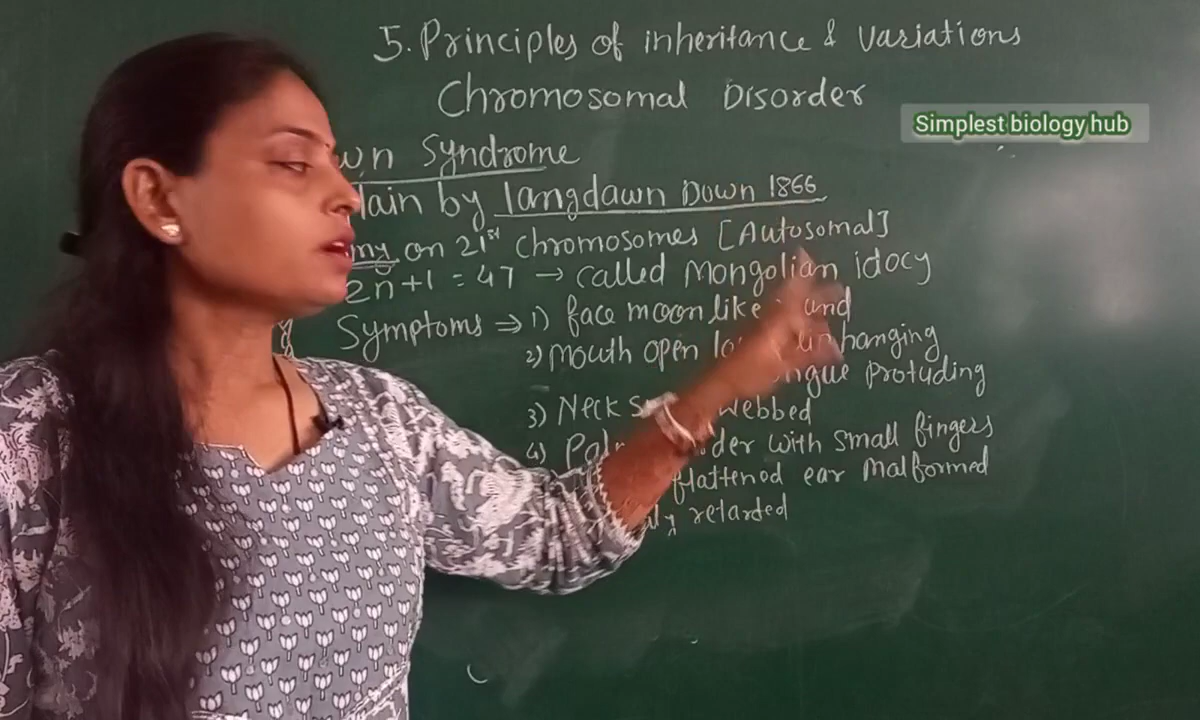 5. Principles of inheritance & variations
Chromosomal Disorder
Simplest biology hub
wn Syndrome
lain by langdawn Down 1866
my on 21st chromosomes [Autosomal]
2n+1 = 47 → called Mongolian idocy
Symptoms ⇒ 1) face moon like and
2) Mouth open hanging
ngue protuding
3) Neck webbed
4) with small fingers
flattened ear Malformed
ly retarded